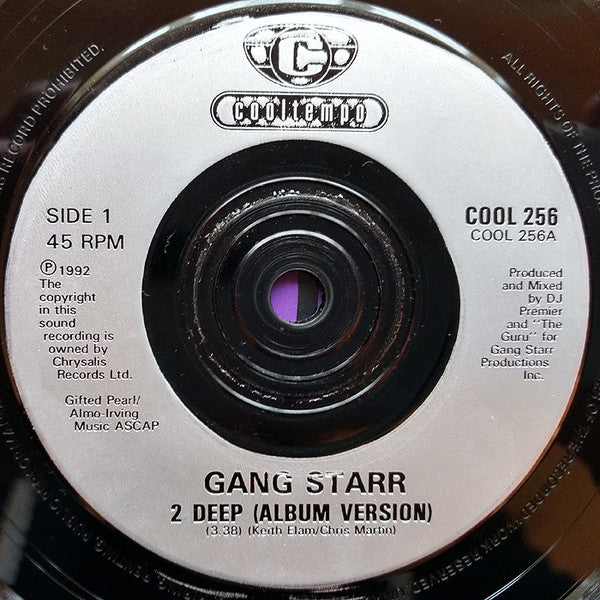 C
cooltempo
SIDE 1
45 RPM
Ⓟ1992
The
copyright
in this
sound
recording is
owned by
Chrysalis
Records Ltd.
Gifted Pearl/
Almo-Irving
Music ASCAP
COOL 256
COOL 256A
Produced
and Mixed
by DJ
Premier
and "The
Guru" for
Gang Starr
Productions
Inc.
GANG STARR
2 DEEP (ALBUM VERSION)
(3.38) (Keith Elam/Chris Martin)
RECORD PROHIBITED.
ALL RIGHTS OF THE
WORK RESERVED